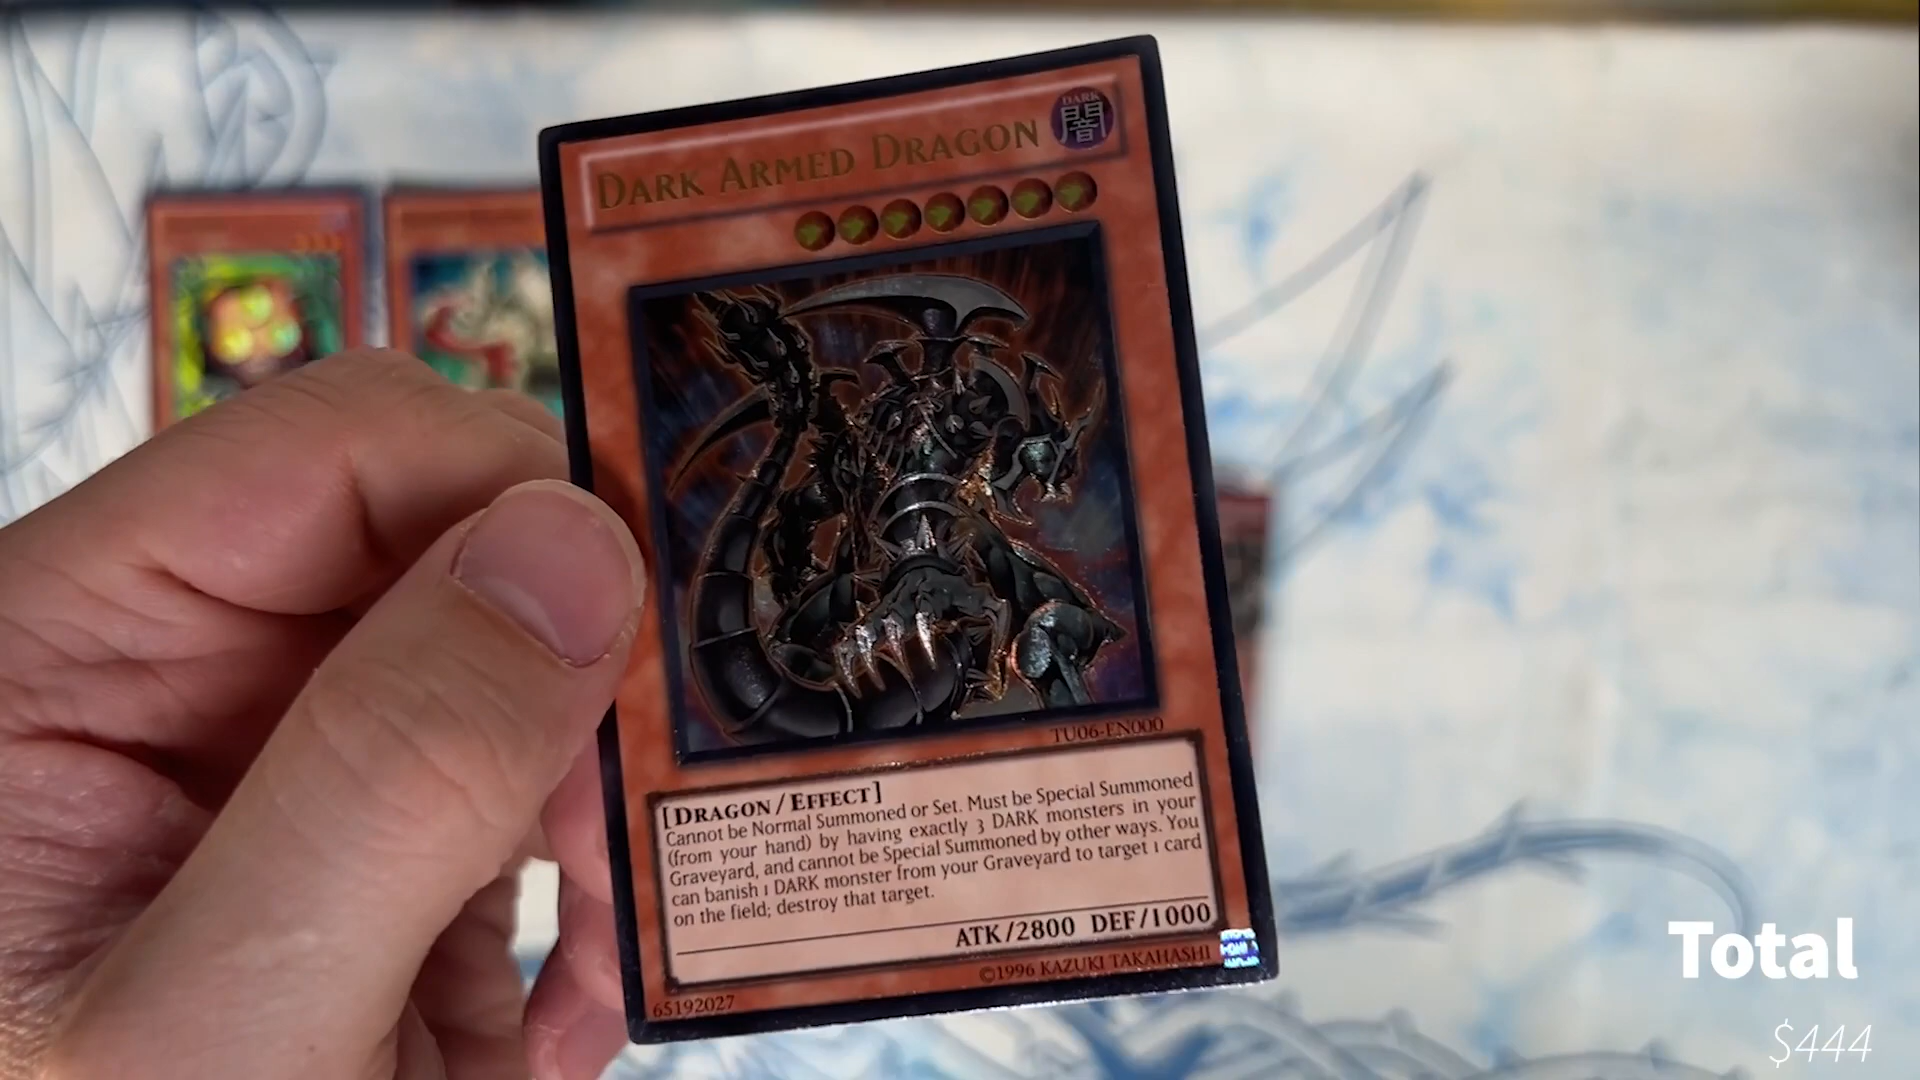 DARK ARMED DRAGON
DARK
闇
TU06-EN000
[DRAGON/EFFECT]
Cannot be Normal Summoned or Set. Must be Special Summoned
(from your hand) by having exactly 3 DARK monsters in your
Graveyard, and cannot be Special Summoned by other ways. You
can banish 1 DARK monster from your Graveyard to target 1 card
on the field; destroy that target.
ATK/2800 DEF/1000
65192027
©1996 KAZUKI TAKAHASHI
Total
$444